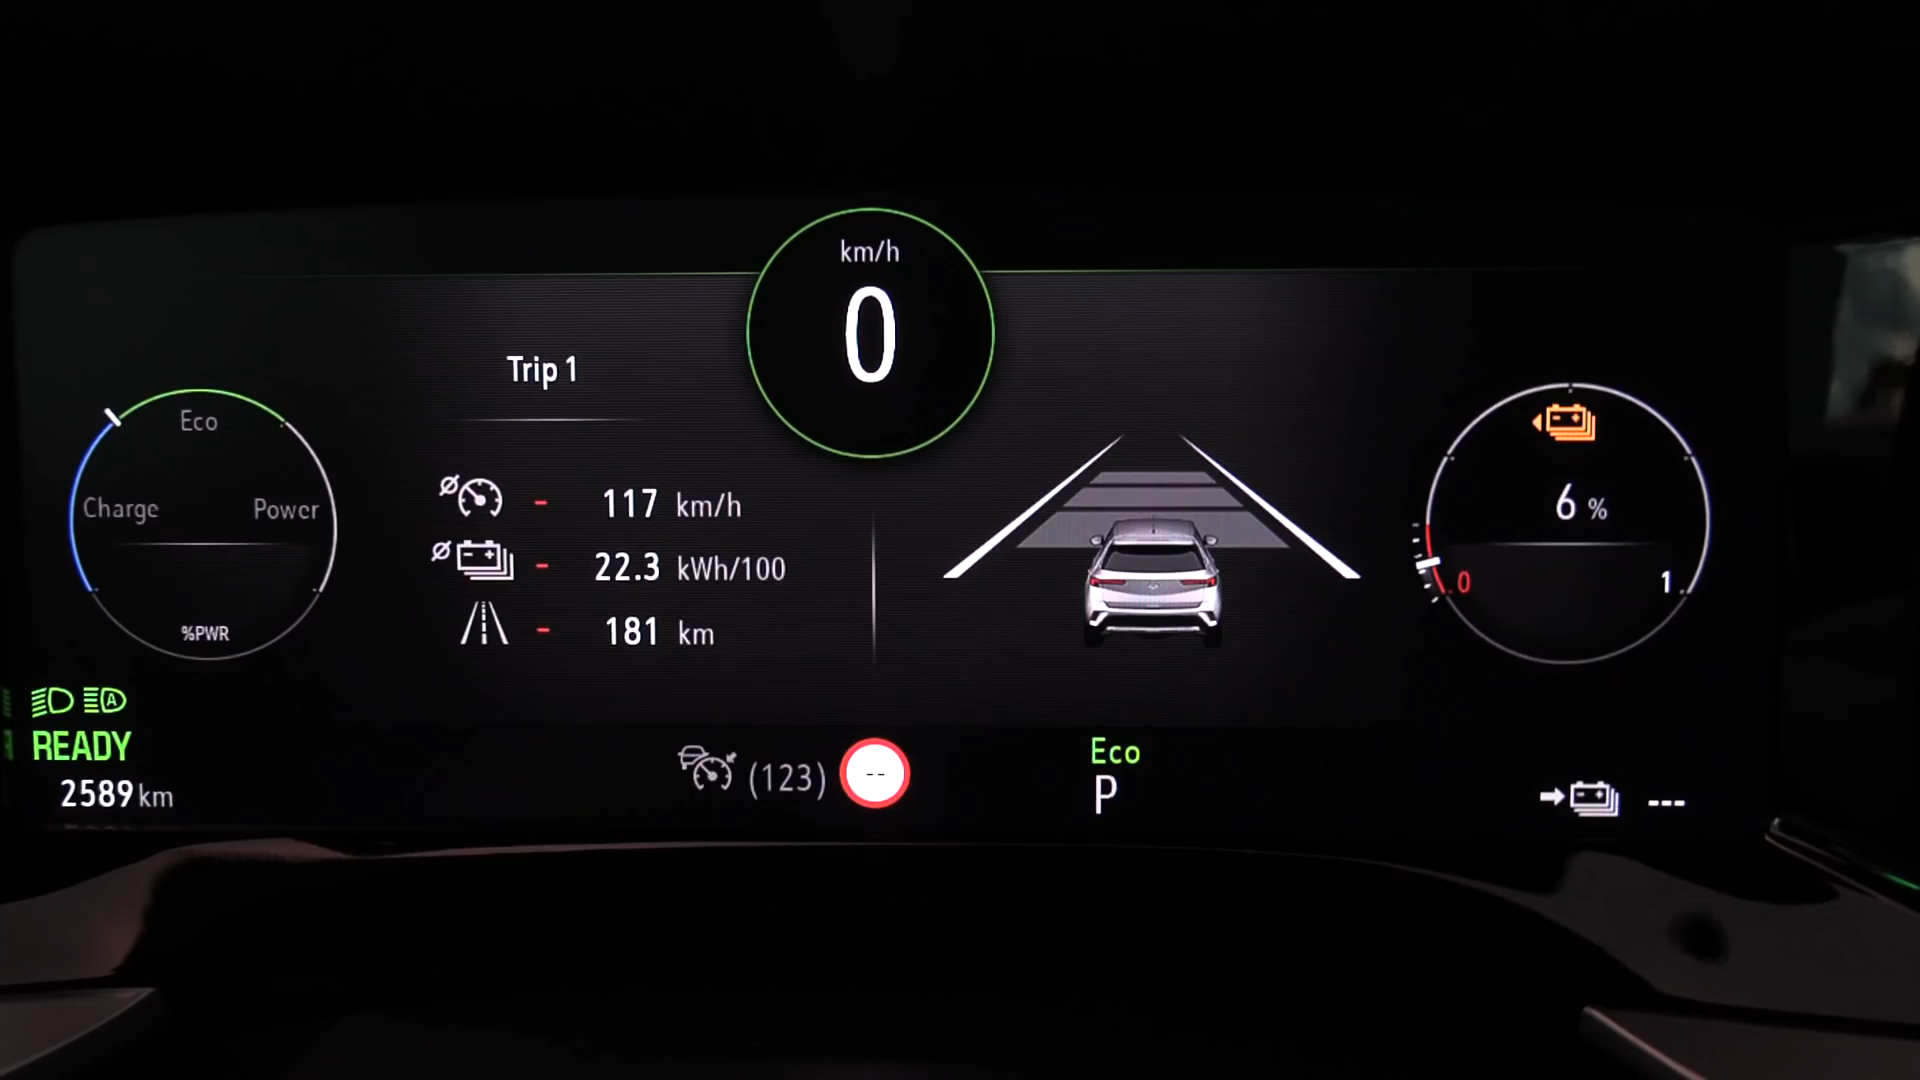 km/h
0
Trip 1
Eco
Charge
Power
%PWR
117 km/h
22.3 kWh/100
181 km
6 %
0
1
A
READY
2589 km
(123)
--
Eco
P
---